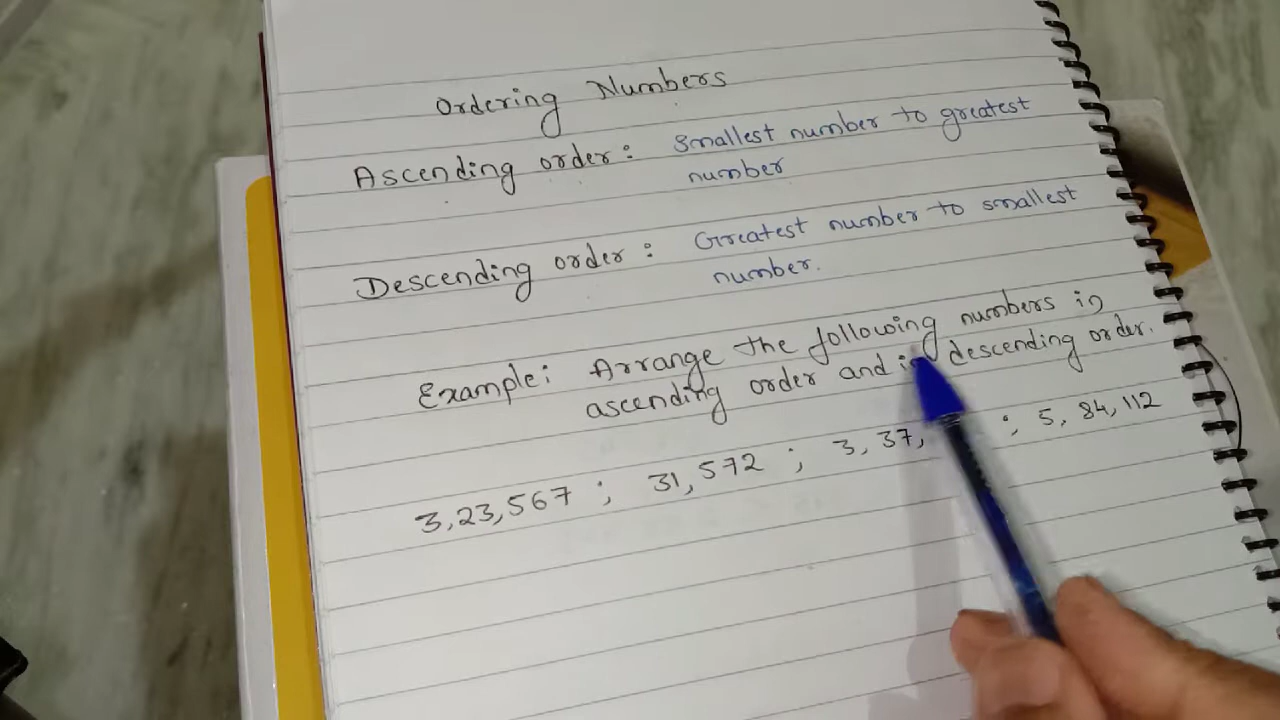 Ordering Numbers
Ascending order: Smallest number to greatest
number
Descending order: Greatest number to smallest
number.
Example: Arrange the following numbers in
ascending order and in descending order.
3,23,567 ; 31,572 ; 3,37, ; 5,84,112